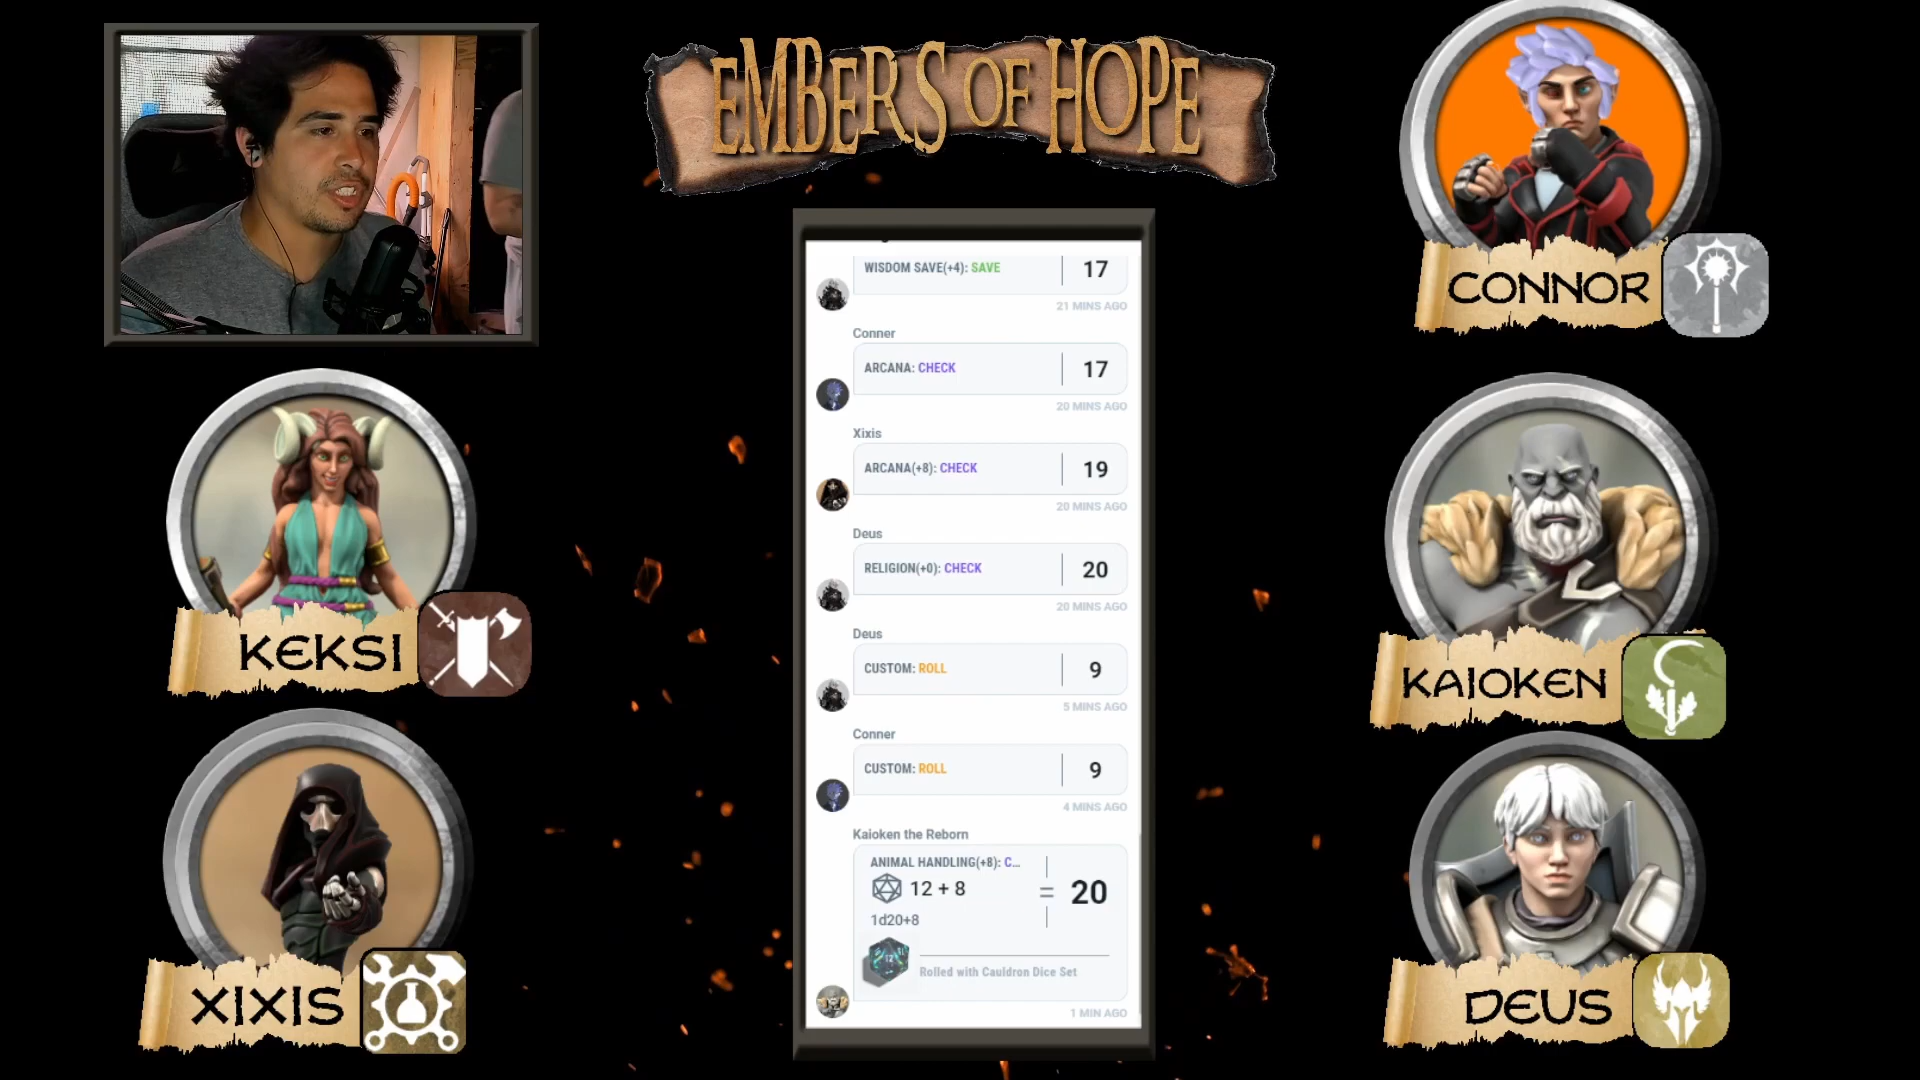 EMBERS OF HOPE
CONNOR
KEKSI
KAIOKEN
XIXIS
DEUS
WISDOM SAVE(+4): SAVE 17
21 MINS AGO
Conner
ARCANA: CHECK 17
20 MINS AGO
Xixis
ARCANA(+8): CHECK 19
20 MINS AGO
Deus
RELIGION(+0): CHECK 20
20 MINS AGO
Deus
CUSTOM: ROLL 9
5 MINS AGO
Conner
CUSTOM: ROLL 9
4 MINS AGO
Kaioken the Reborn
ANIMAL HANDLING(+8): C...
12 + 8 = 20
1d20+8
12
Rolled with Cauldron Dice Set
1 MIN AGO